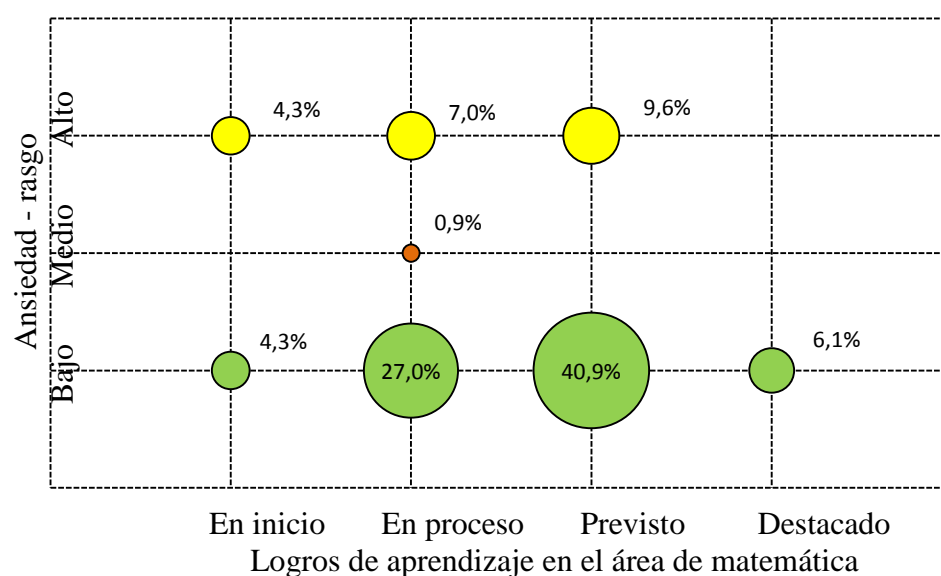 Ansiedad - rasgo
Alto
4,3%
7,0%
9,6%
Medio
0,9%
Bajo
4,3%
27,0%
40,9%
6,1%
En inicio
En proceso
Previsto
Destacado
Logros de aprendizaje en el área de matemática